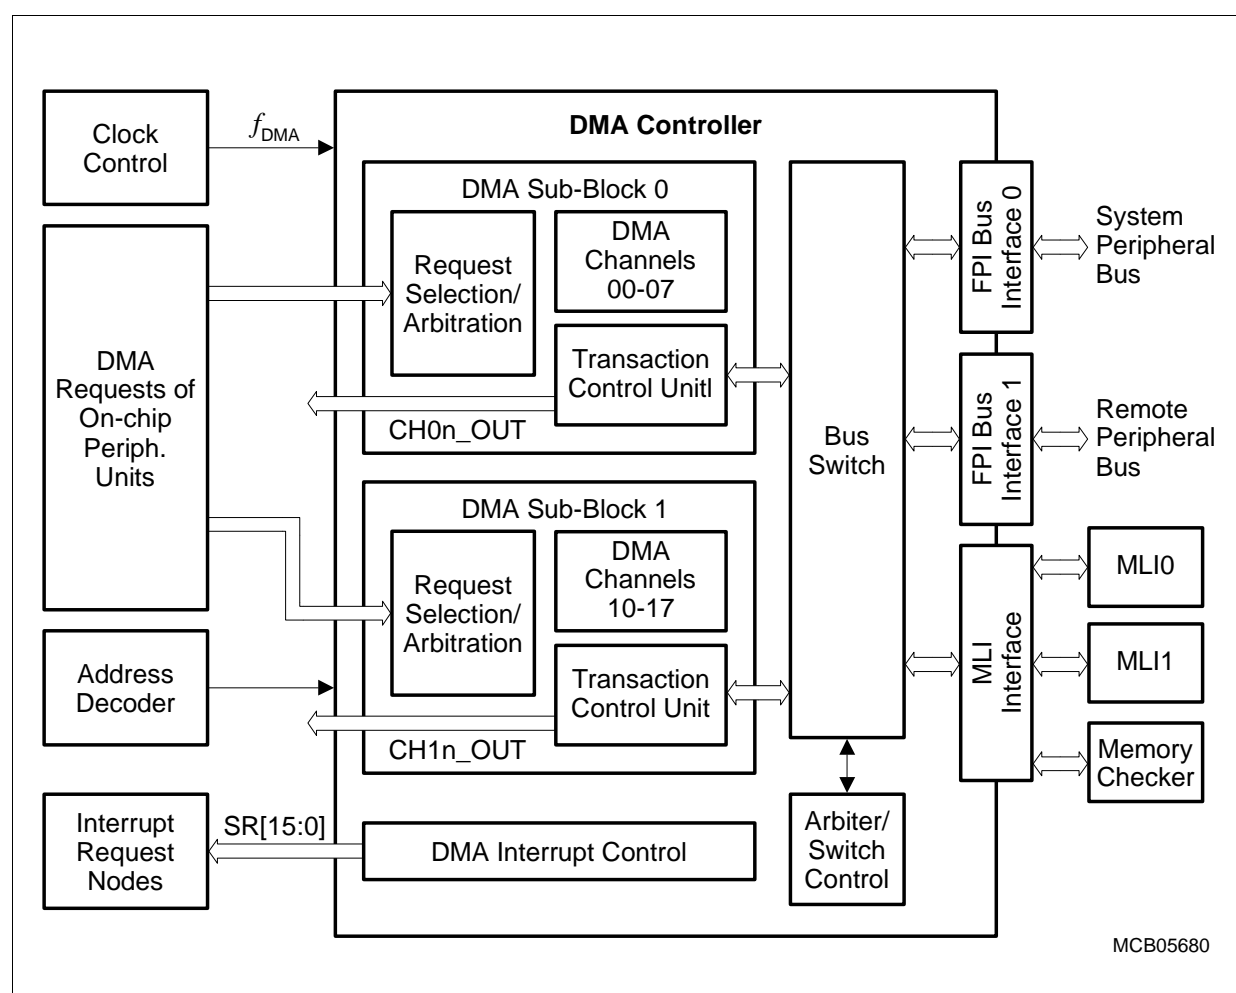 Clock
Control
fDMA
DMA Controller
DMA Sub-Block 0
Request
Selection/
Arbitration
DMA
Channels
00-07
Transaction
Control Unitl
CH0n_OUT
DMA
Requests of
On-chip
Periph.
Units
DMA Sub-Block 1
Request
Selection/
Arbitration
DMA
Channels
10-17
Transaction
Control Unit
CH1n_OUT
Address
Decoder
Interrupt
Request
Nodes
SR[15:0]
DMA Interrupt Control
Bus
Switch
Arbiter/
Switch
Control
FPI Bus
Interface 0
System
Peripheral
Bus
FPI Bus
Interface 1
Remote
Peripheral
Bus
MLI
Interface
MLI0
MLI1
Memory
Checker
MCB05680